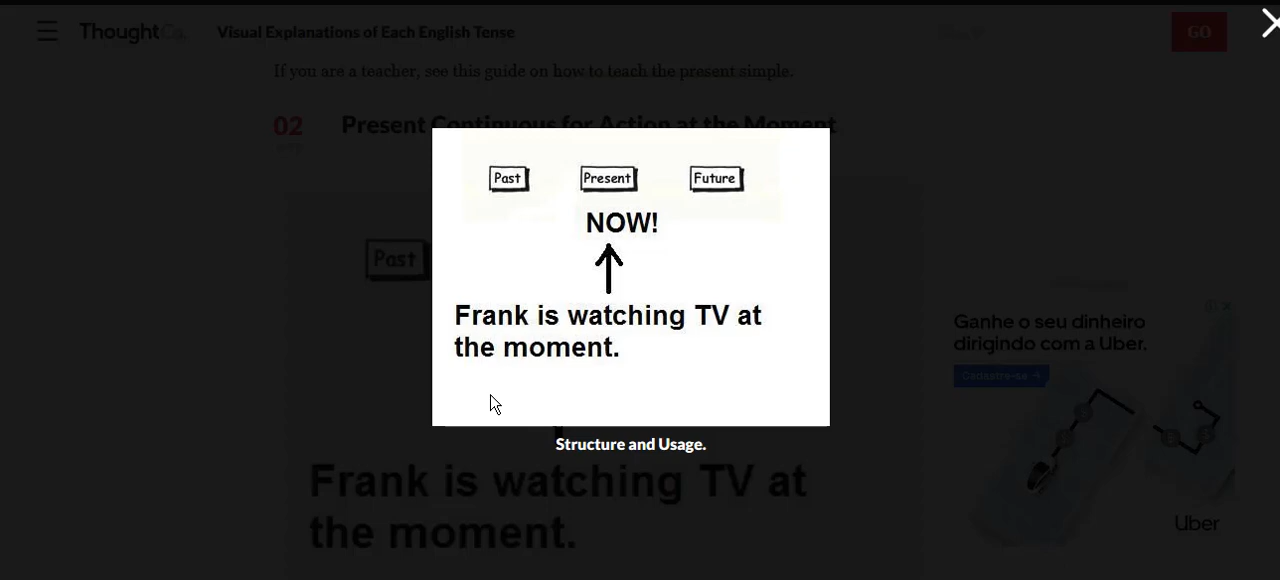 ThoughtCo.
Visual Explanations of Each English Tense
GO
If you are a teacher, see this guide on how to teach the present simple.
02
Present Continuous for Action at the Moment
Past
Present
Future
NOW!
Frank is watching TV at
the moment.
Structure and Usage.
Past
Frank is watching TV at
the moment.
Ganhe o seu dinheiro
dirigindo com a Uber.
Cadastre-se
Uber